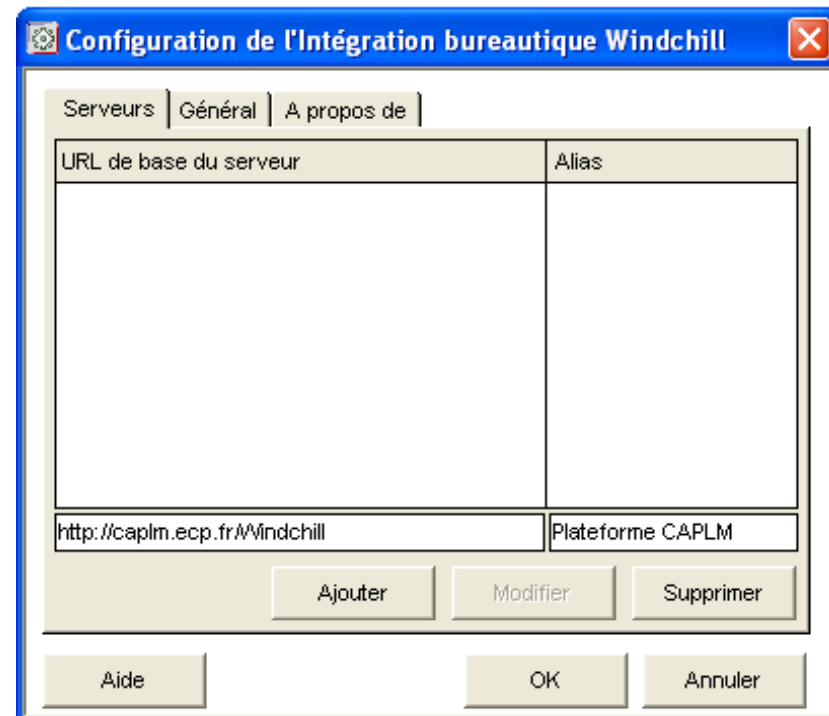 Configuration de l'Intégration bureautique Windchill
Serveurs Général A propos de
URL de base du serveur Alias
http://caplm.ecp.fr/Windchill Plateforme CAPLM
Ajouter Modifier Supprimer
Aide OK Annuler